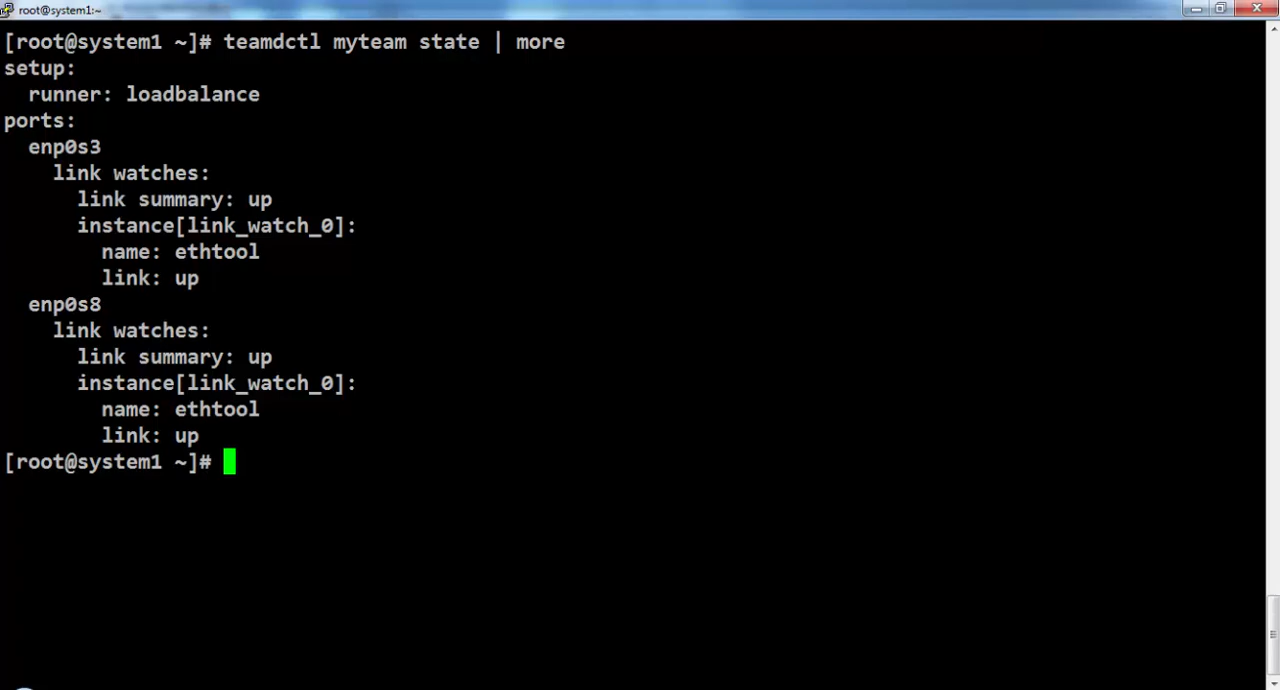 root@system1:~
[root@system1 ~]# teamdctl myteam state | more
setup:
  runner: loadbalance
ports:
  enp0s3
    link watches:
      link summary: up
      instance[link_watch_0]:
        name: ethtool
        link: up
  enp0s8
    link watches:
      link summary: up
      instance[link_watch_0]:
        name: ethtool
        link: up
[root@system1 ~]#